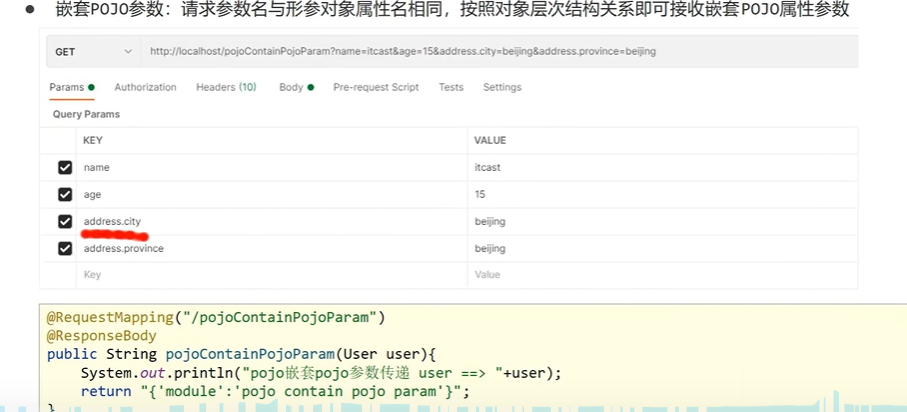 ● 嵌套POJO参数：请求参数名与形参对象属性名相同，按照对象层次结构关系即可接收嵌套POJO属性参数
GET http://localhost/pojoContainPojoParam?name=itcast&age=15&address.city=beijing&address.province=beijing
Params Authorization Headers (10) Body Pre-request Script Tests Settings
Query Params
KEY VALUE
name itcast
age 15
address.city beijing
address.province beijing
Key Value
@RequestMapping("/pojoContainPojoParam")
@ResponseBody
public String pojoContainPojoParam(User user){
System.out.println("pojo嵌套pojo参数传递 user ==> "+user);
return "{'module':'pojo contain pojo param'}";
}